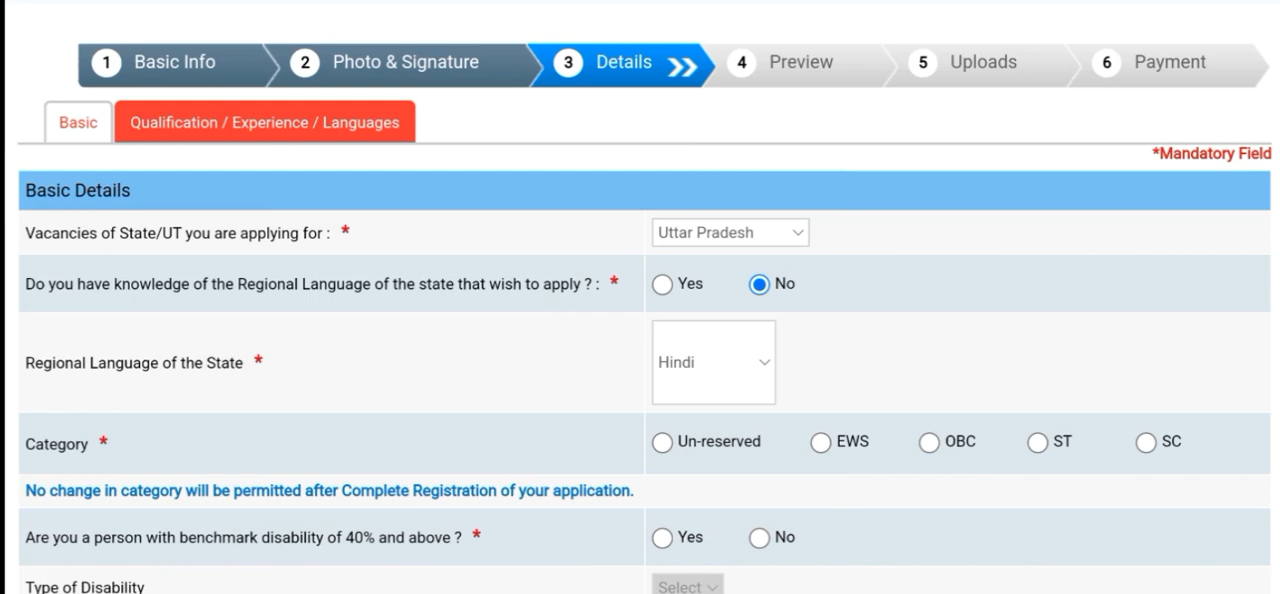 1 Basic Info 2 Photo & Signature 3 Details 4 Preview 5 Uploads 6 Payment
Basic Qualification / Experience / Languages
*Mandatory Field
Basic Details
Vacancies of State/UT you are applying for : * Uttar Pradesh
Do you have knowledge of the Regional Language of the state that wish to apply ? : * Yes No
Regional Language of the State * Hindi
Category * Un-reserved EWS OBC ST SC
No change in category will be permitted after Complete Registration of your application.
Are you a person with benchmark disability of 40% and above ? * Yes No
Type of Disability Select